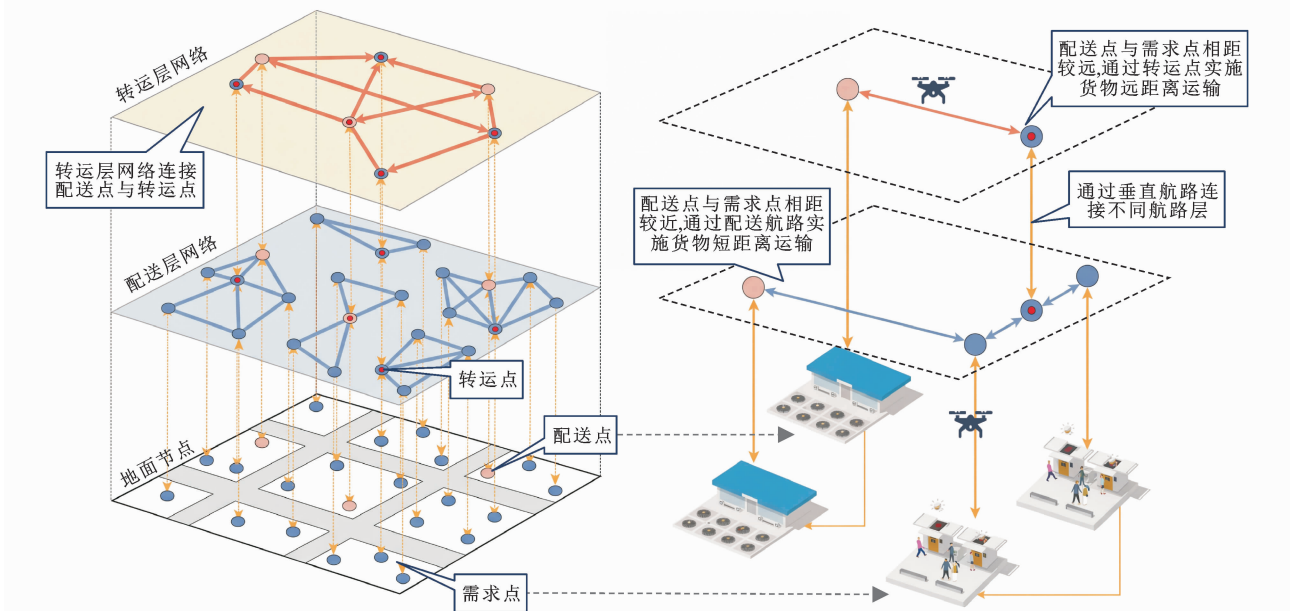 转运层网络
转运层网络连接
配送点与转运点
配送层网络
转运点
配送点
地面节点
需求点
配送点与需求点相距
较远,通过转运点实施
货物远距离运输
配送点与需求点相距
较近,通过配送航路实
施货物短距离运输
通过垂直航路连
接不同航路层